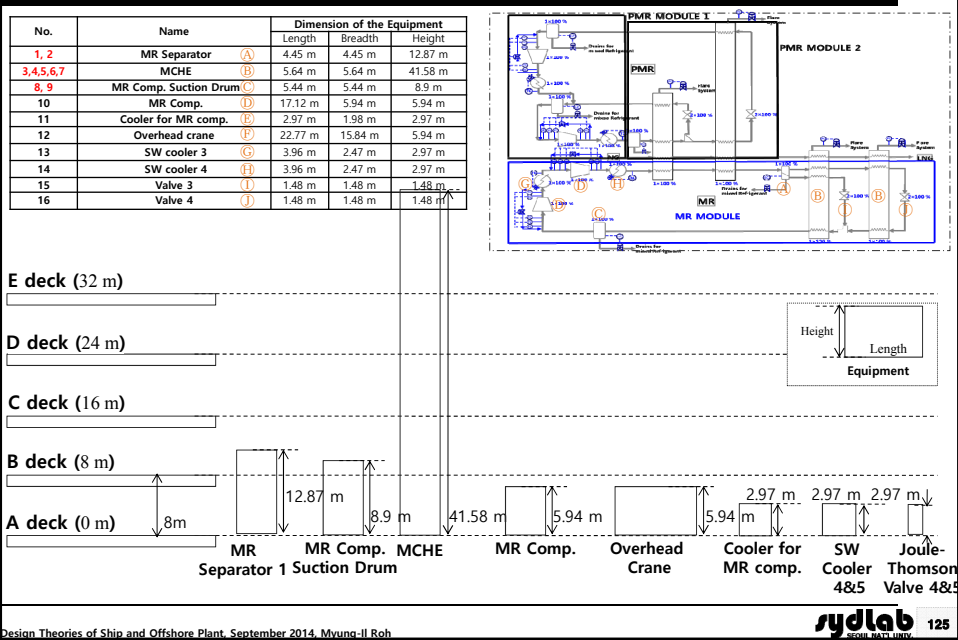 No. Name Dimension of the Equipment
Length Breadth Height
1, 2 MR Separator Ⓐ 4.45 m 4.45 m 12.87 m
3,4,5,6,7 MCHE Ⓑ 5.64 m 5.64 m 41.58 m
8, 9 MR Comp. Suction Drum Ⓒ 5.44 m 5.44 m 8.9 m
10 MR Comp. Ⓓ 17.12 m 5.94 m 5.94 m
11 Cooler for MR comp. Ⓔ 2.97 m 1.98 m 2.97 m
12 Overhead crane Ⓕ 22.77 m 15.84 m 5.94 m
13 SW cooler 3 Ⓖ 3.96 m 2.47 m 2.97 m
14 SW cooler 4 Ⓗ 3.96 m 2.47 m 2.97 m
15 Valve 3 Ⓘ 1.48 m 1.48 m 1.48 m
16 Valve 4 Ⓙ 1.48 m 1.48 m 1.48 m
PMR MODULE 1
PMR MODULE 2
PMR
MR
MR MODULE
LNG
Flare
System
Drains for
mixed Refrigerant
E deck (32 m)
D deck (24 m)
C deck (16 m)
B deck (8 m)
A deck (0 m)
Height
Length
Equipment
8m
12.87 m
8.9 m
41.58 m
5.94 m
5.94 m
2.97 m
2.97 m
2.97 m
MR
Separator 1
MR Comp.
Suction Drum
MCHE
MR Comp.
Overhead
Crane
Cooler for
MR comp.
SW
Cooler
4&5
Joule-
Thomson
Valve 4&5
Design Theories of Ship and Offshore Plant, September 2014, Myung-Il Roh
sydlab
SEOUL NAT'L UNIV.
125